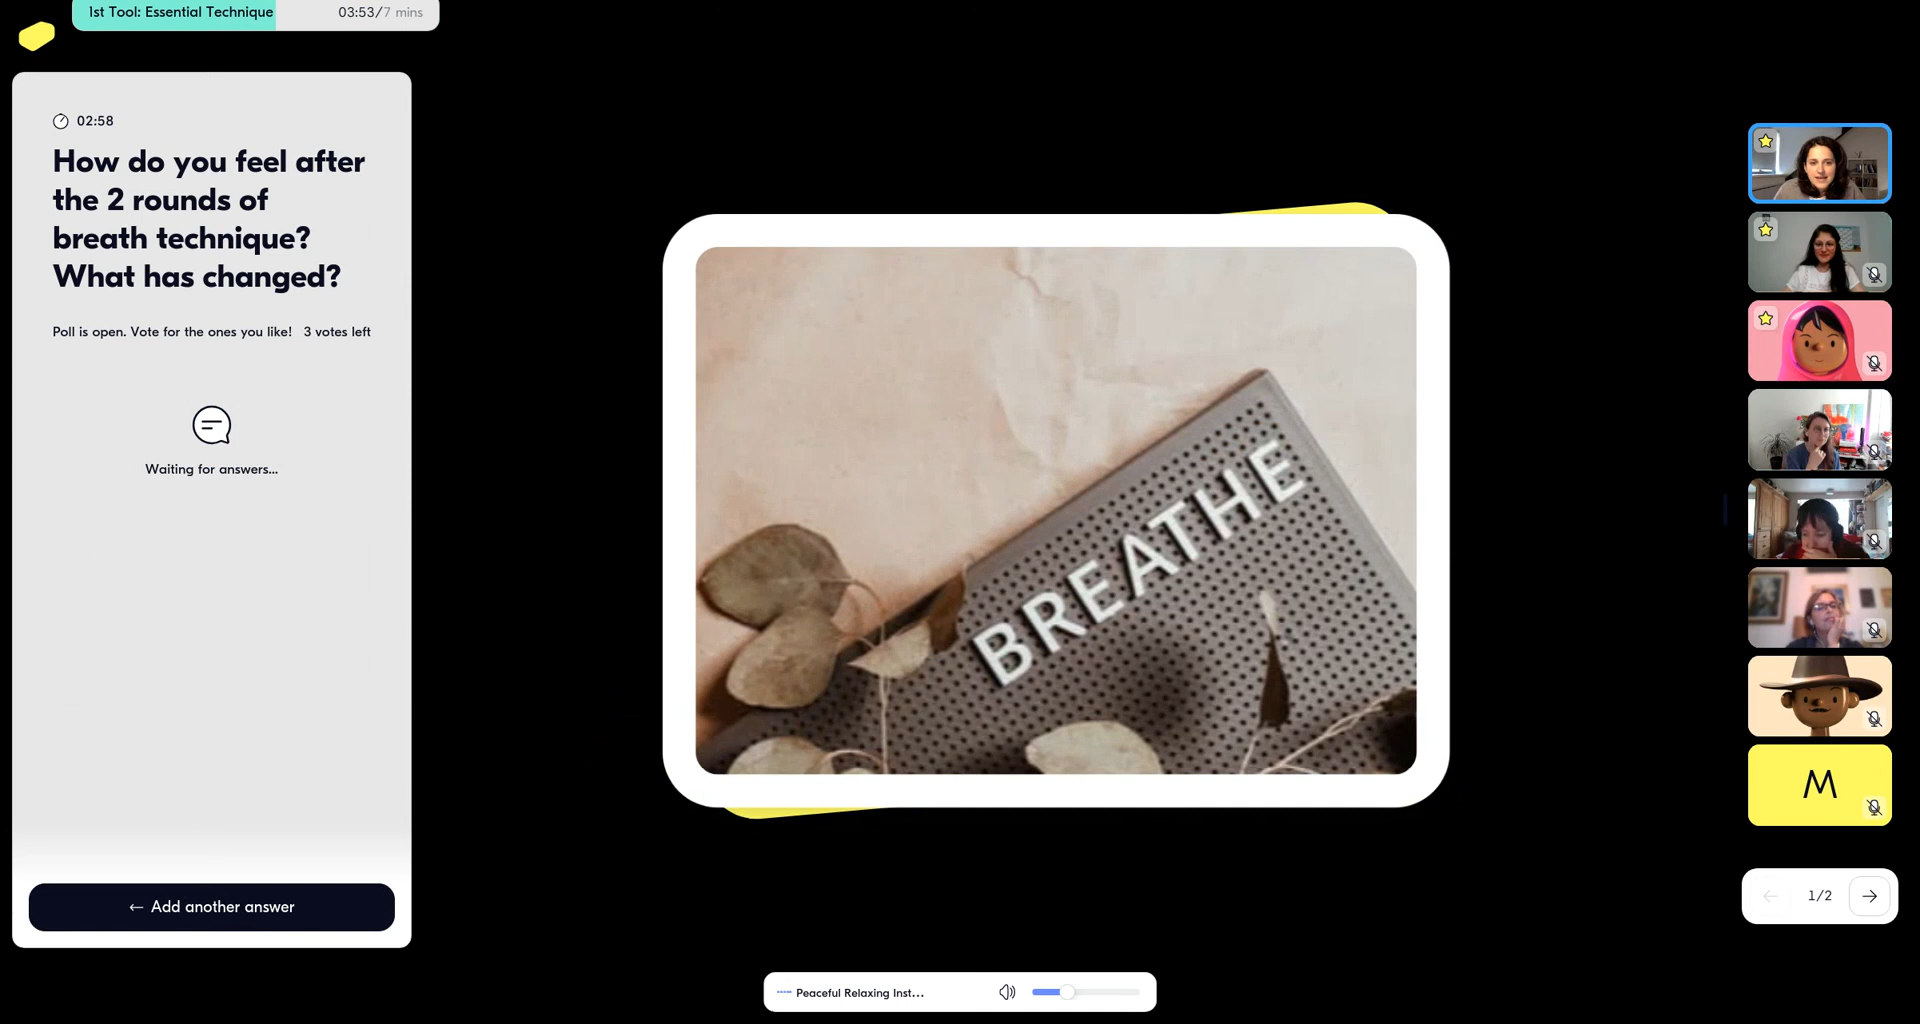 1st Tool: Essential Technique 03:53/7 mins
02:58
How do you feel after
the 2 rounds of
breath technique?
What has changed?
Poll is open. Vote for the ones you like! 3 votes left
Waiting for answers...
← Add another answer
BREATHE
M
1/2
Peaceful Relaxing Inst...